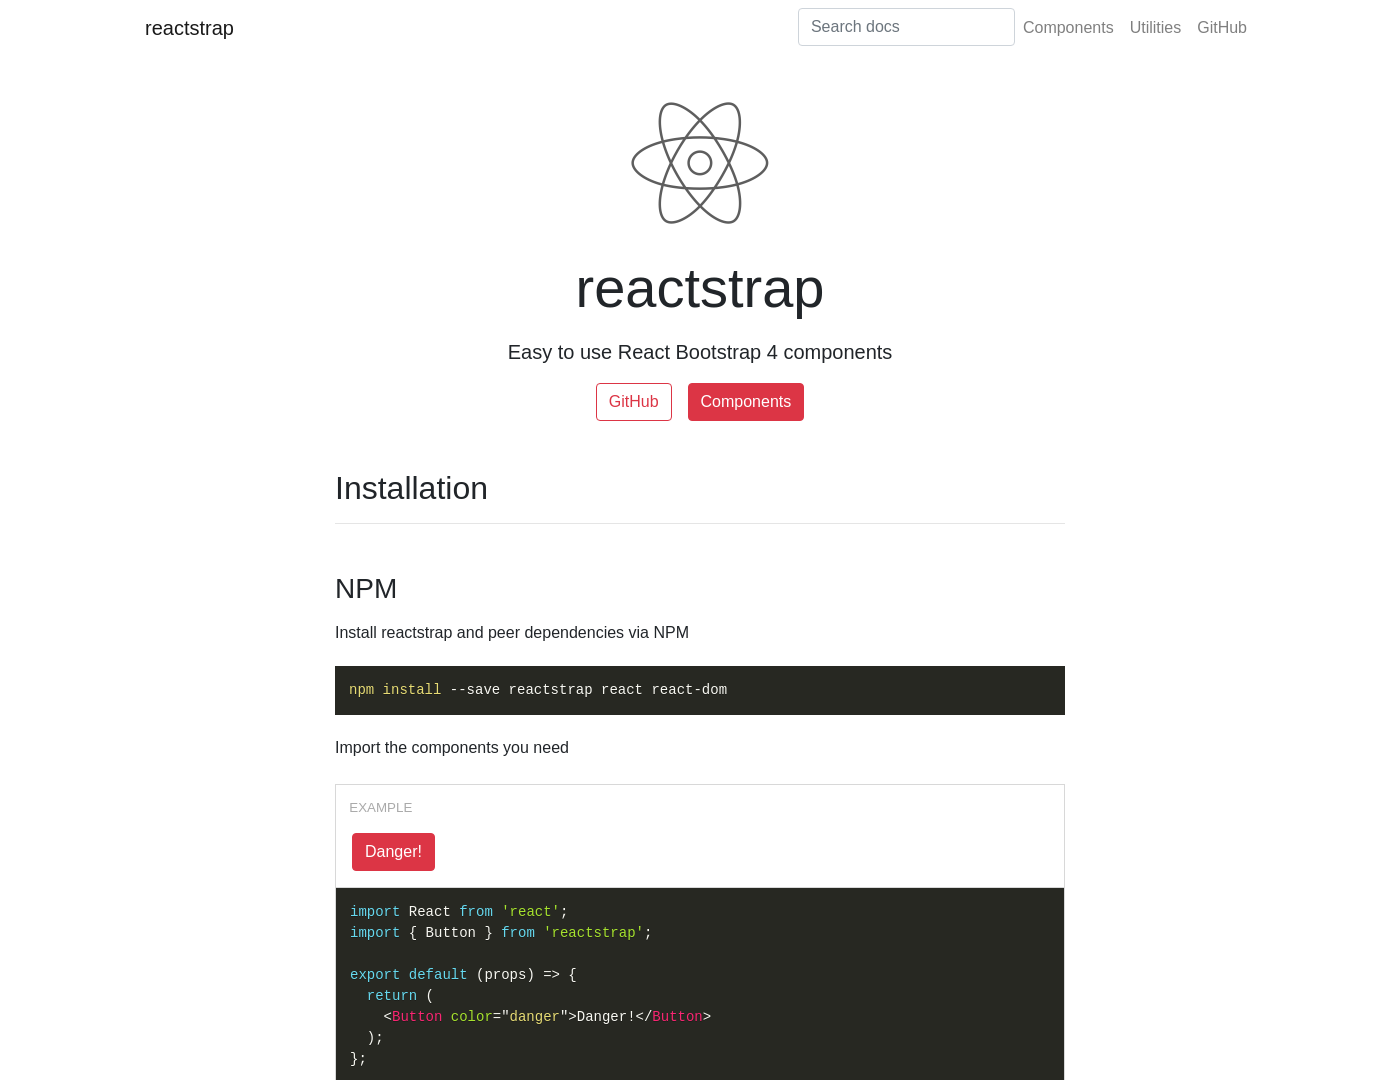 reactstrap
Search docs
Components
Utilities
GitHub
reactstrap
Easy to use React Bootstrap 4 components
GitHub
Components
Installation
NPM
Install reactstrap and peer dependencies via NPM
npm install --save reactstrap react react-dom
Import the components you need
EXAMPLE
Danger!
import React from 'react';
import { Button } from 'reactstrap';
export default (props) => {
  return (
    <Button color="danger">Danger!</Button>
  );
};